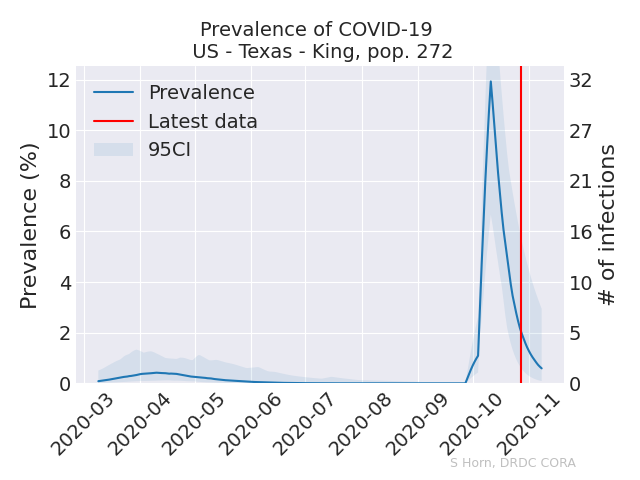 Prevalence of COVID-19
US - Texas - King, pop. 272
Prevalence
Latest data
95CI
Prevalence (%)
12
10
8
6
4
2
0
# of infections
32
27
21
16
10
5
0
2020-03
2020-04
2020-05
2020-06
2020-07
2020-08
2020-09
2020-10
2020-11
S Horn, DRDC CORA